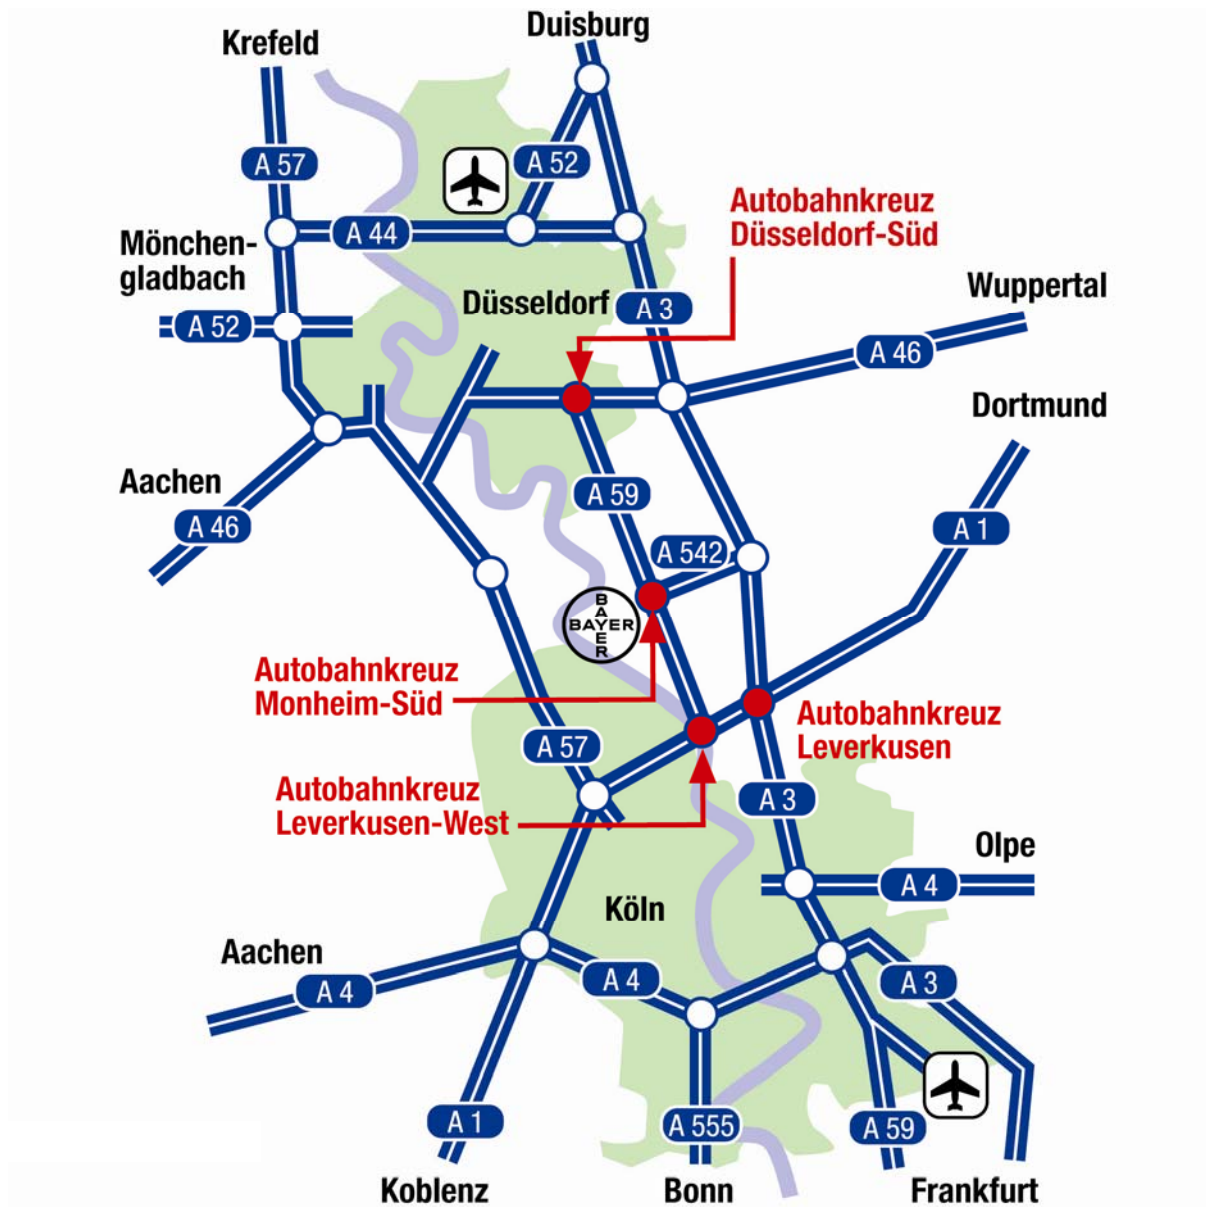 Duisburg
Krefeld
A 57
A 52
Autobahnkreuz
Düsseldorf-Süd
A 44
Mönchen-
gladbach
Wuppertal
Düsseldorf
A 3
A 52
A 46
Dortmund
Aachen
A 59
A 46
A 1
A 542
BAYER
BAYER
Autobahnkreuz
Monheim-Süd
Autobahnkreuz
Leverkusen
A 57
Autobahnkreuz
Leverkusen-West
A 3
Olpe
A 4
Köln
Aachen
A 4
A 4
A 3
A 1
A 555
A 59
Koblenz
Bonn
Frankfurt